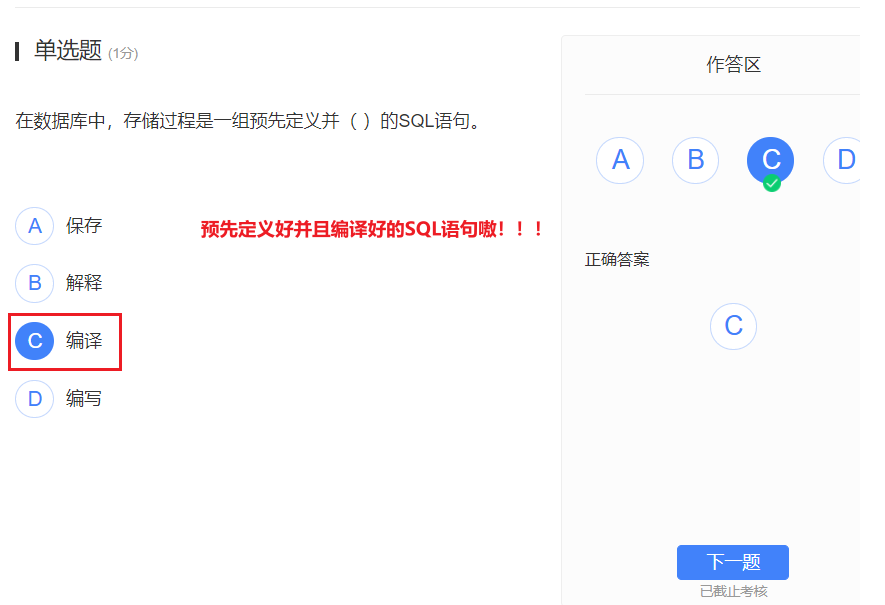 单选题 (1分)
在数据库中，存储过程是一组预先定义并（ ）的SQL语句。
A 保存
B 解释
C 编译
D 编写
预先定义好并且编译好的SQL语句嗷！！！
作答区
A B C D
正确答案
C
下一题
已截止考核